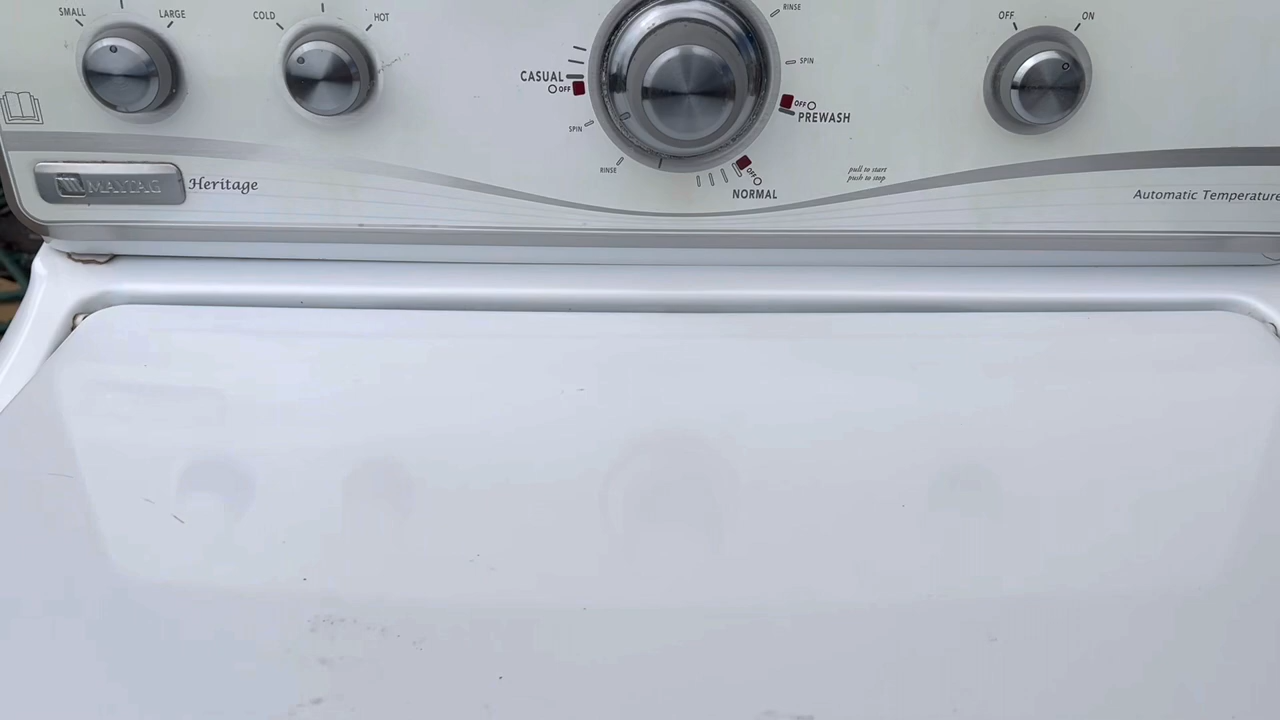 SMALL
LARGE
COLD
HOT
CASUAL
OFF
SPIN
RINSE
RINSE
SPIN
OFF
PREWASH
OFF
NORMAL
pull to start
push to stop
OFF
ON
MAYTAG
Heritage
Automatic Temperature